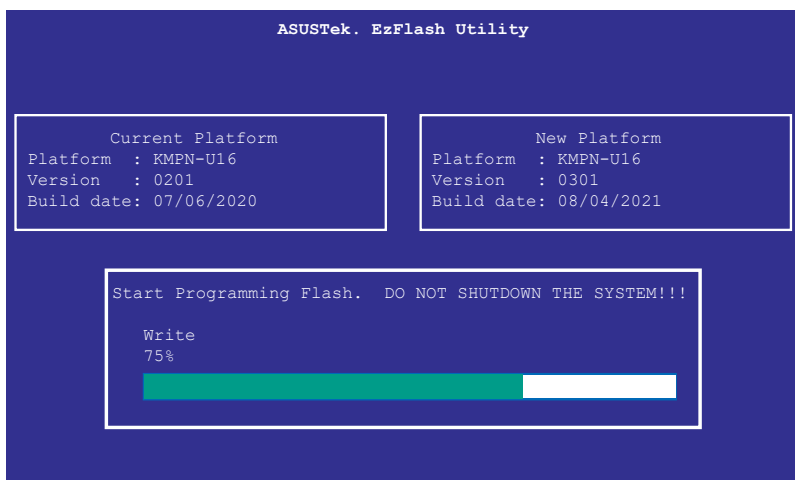 ASUSTek. EzFlash Utility
Current Platform
Platform : KMPN-U16
Version : 0201
Build date: 07/06/2020
New Platform
Platform : KMPN-U16
Version : 0301
Build date: 08/04/2021
Start Programming Flash. DO NOT SHUTDOWN THE SYSTEM!!!
Write
75%